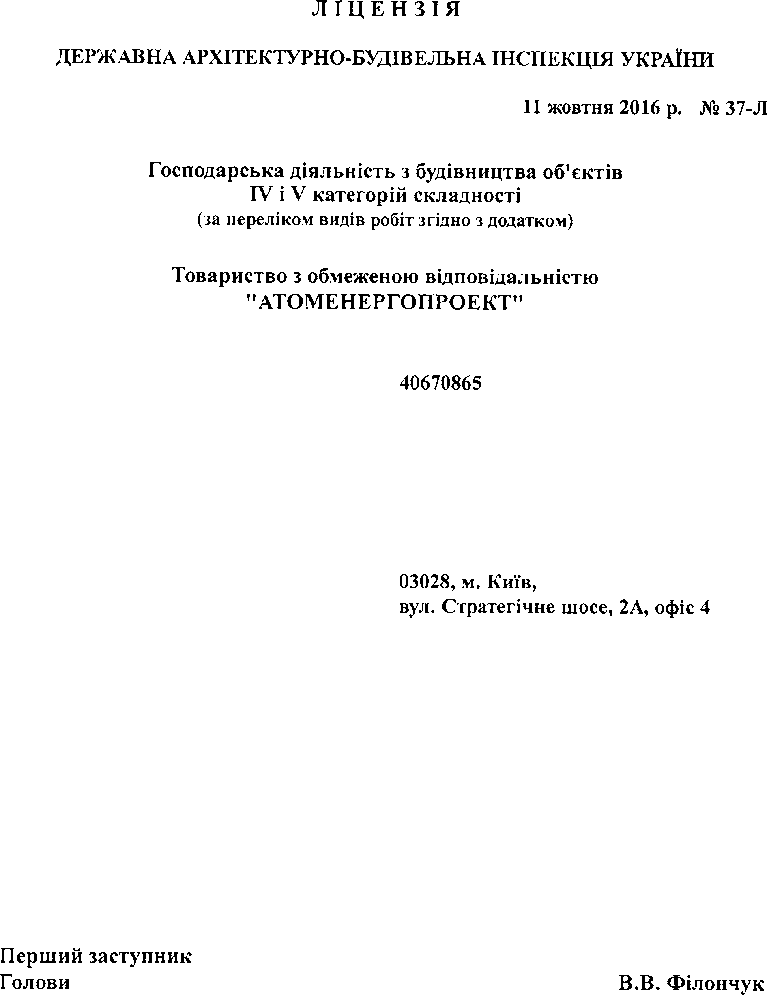 ЛІЦЕНЗІЯ
ДЕРЖАВНА АРХІТЕКТУРНО-БУДІВЕЛЬНА ІНСПЕКЦІЯ УКРАЇНИ
11 жовтня 2016 р. № 37-Л
Господарська діяльність з будівництва об'єктів
IV і V категорій складності
(за переліком видів робіт згідно з додатком)
Товариство з обмеженою відповідальністю
"АТОМЕНЕРГОПРОЕКТ"
40670865
03028, м. Київ,
вул. Стратегічне шосе, 2А, офіс 4
Перший заступник
Голови В.В. Філончук